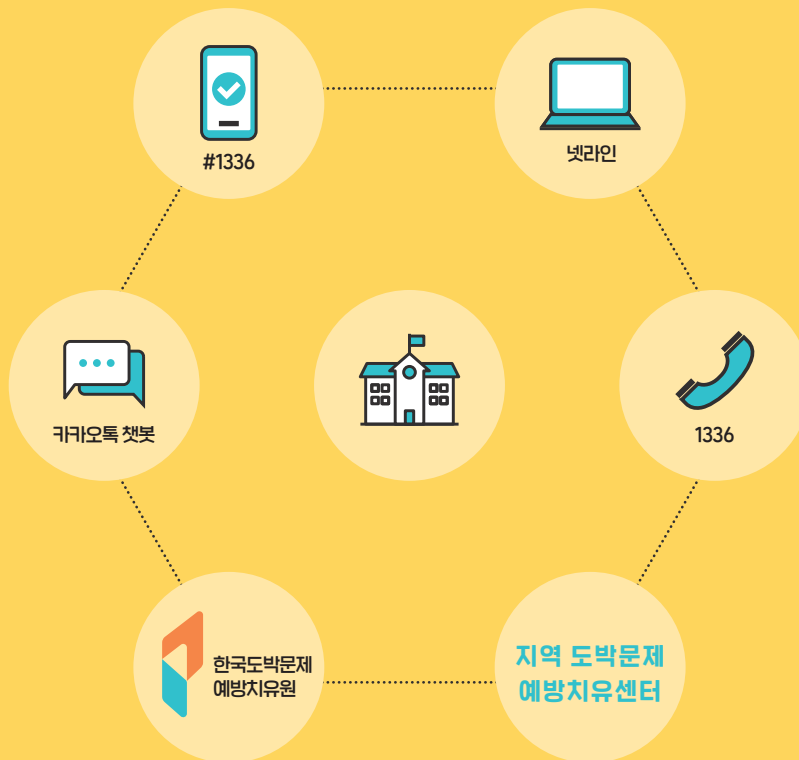 #1336
넷라인
카카오톡 챗봇
1336
한국도박문제
예방치유원
지역 도박문제
예방치유센터